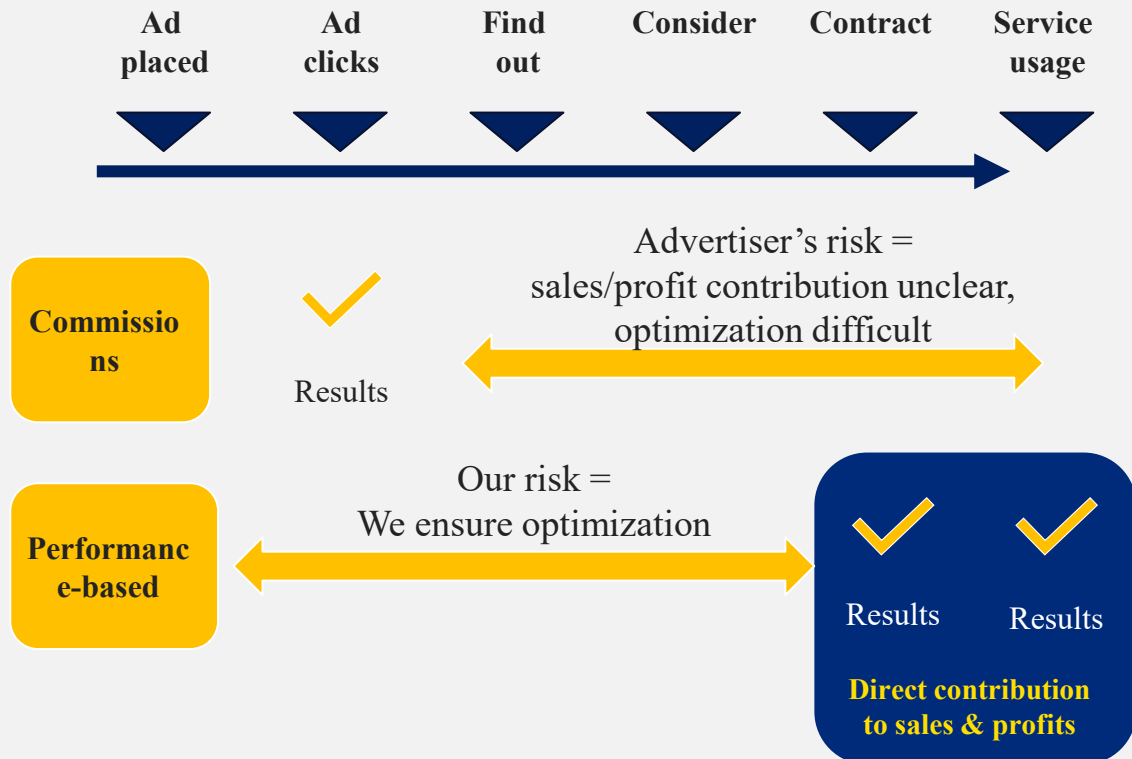 Ad
placed
Ad
clicks
Find
out
Consider
Contract
Service
usage
Commissio
ns
Results
Advertiser’s risk =
sales/profit contribution unclear,
optimization difficult
Performanc
e-based
Our risk =
We ensure optimization
Results
Results
Direct contribution
to sales & profits